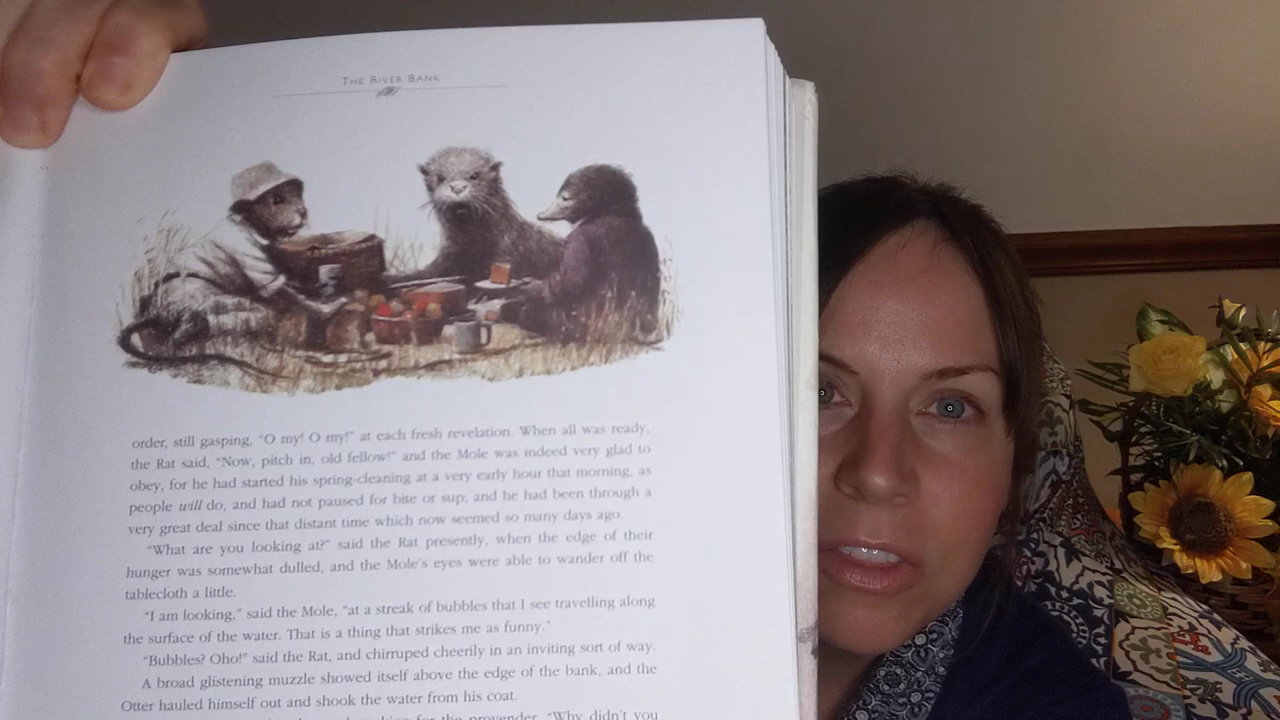 THE RIVER BANK
order, still gasping, “O my! O my!” at each fresh revelation. When all was ready,
the Rat said, “Now, pitch in, old fellow!” and the Mole was indeed very glad to
obey, for he had started his spring-cleaning at a very early hour that morning, as
people will do, and had not paused for bite or sup; and he had been through a
very great deal since that distant time which now seemed so many days ago.
“What are you looking at?” said the Rat presently, when the edge of their
hunger was somewhat dulled, and the Mole’s eyes were able to wander off the
tablecloth a little.
“I am looking,” said the Mole, “at a streak of bubbles that I see travelling along
the surface of the water. That is a thing that strikes me as funny.”
“Bubbles? Oho!” said the Rat, and chirruped cheerily in an inviting sort of way.
A broad glistening muzzle showed itself above the edge of the bank, and the
Otter hauled himself out and shook the water from his coat.
for the provender. “Why didn’t you